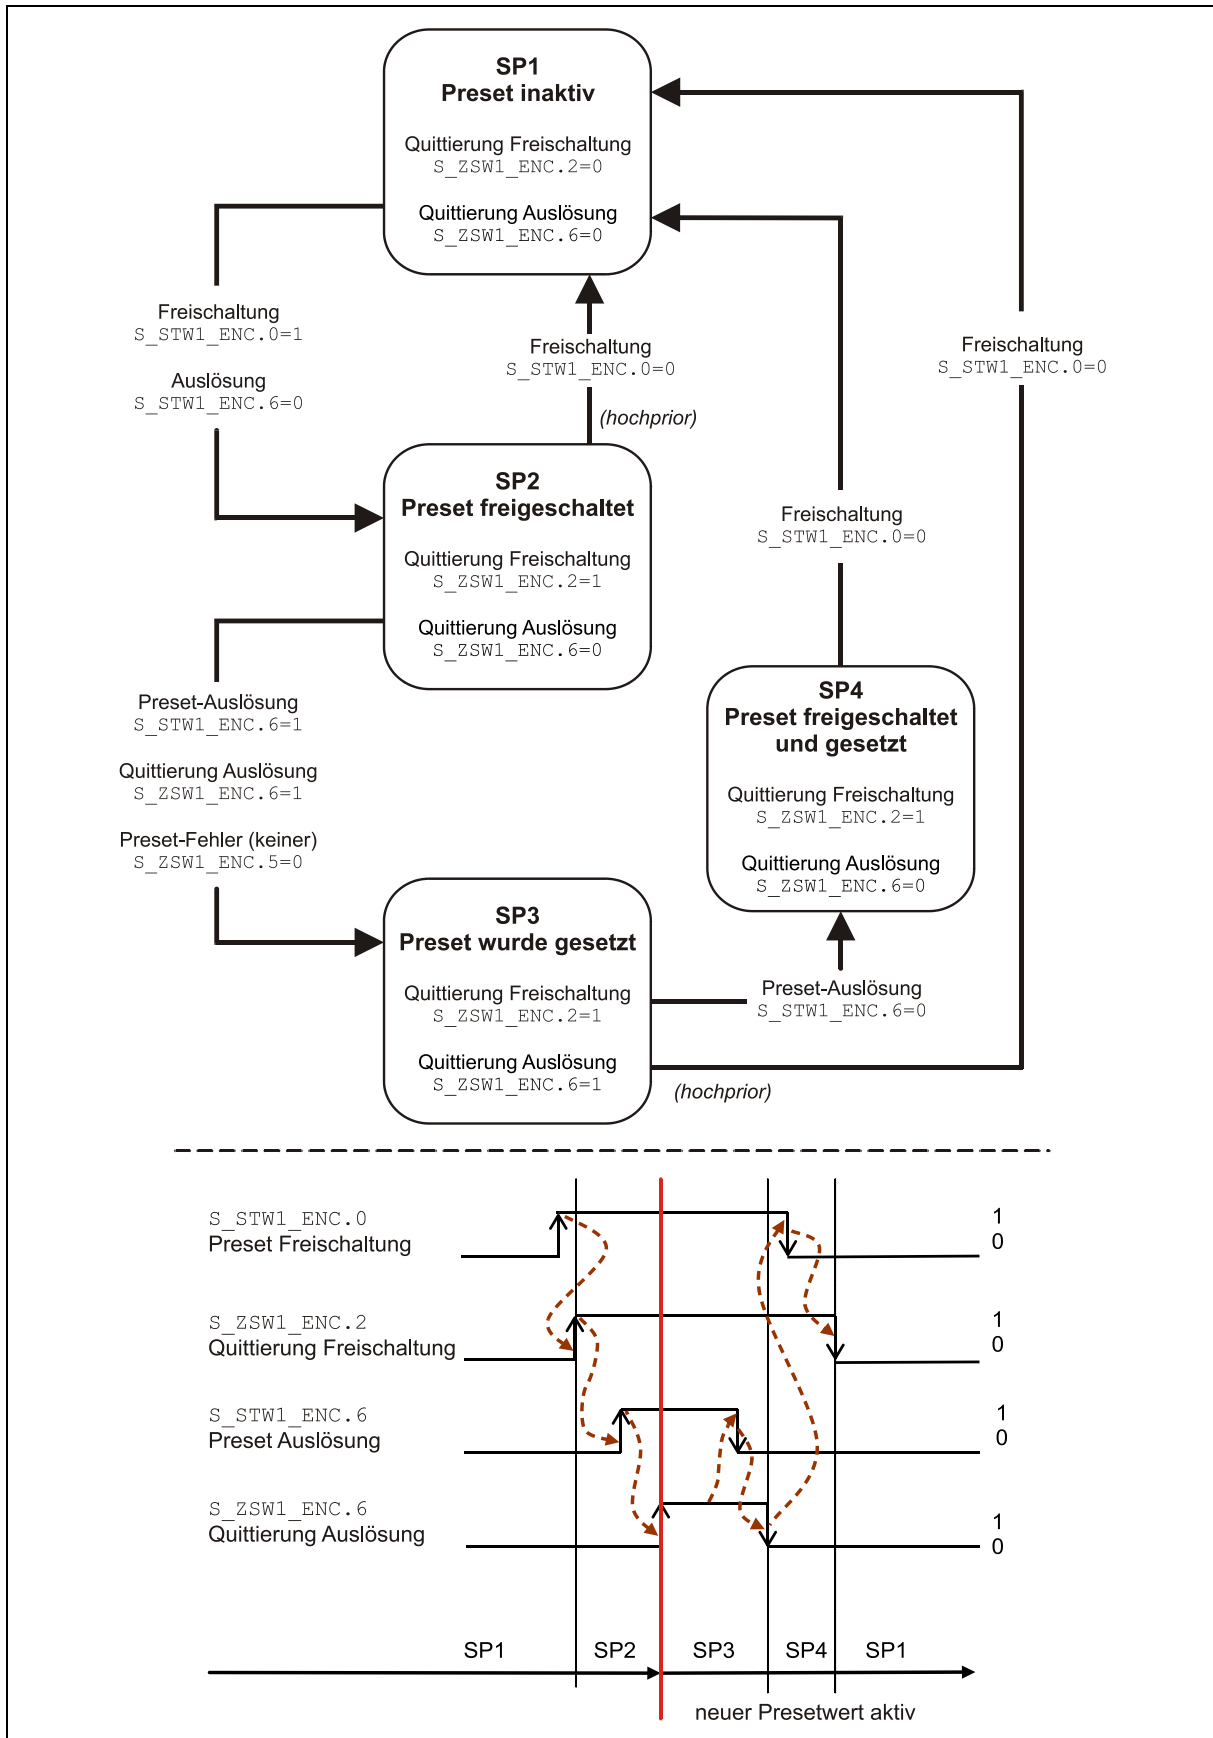 SP1
Preset inaktiv
Quittierung Freischaltung
S_ZSW1_ENC.2=0
Quittierung Auslösung
S_ZSW1_ENC.6=0
Freischaltung
S_STW1_ENC.0=1
Auslösung
S_STW1_ENC.6=0
Freischaltung
S_STW1_ENC.0=0
(hochprior)
Freischaltung
S_STW1_ENC.0=0
SP2
Preset freigeschaltet
Quittierung Freischaltung
S_ZSW1_ENC.2=1
Quittierung Auslösung
S_ZSW1_ENC.6=0
Freischaltung
S_STW1_ENC.0=0
Preset-Auslösung
S_STW1_ENC.6=1
Quittierung Auslösung
S_ZSW1_ENC.6=1
Preset-Fehler (keiner)
S_ZSW1_ENC.5=0
SP4
Preset freigeschaltet
und gesetzt
Quittierung Freischaltung
S_ZSW1_ENC.2=1
Quittierung Auslösung
S_ZSW1_ENC.6=0
SP3
Preset wurde gesetzt
Quittierung Freischaltung
S_ZSW1_ENC.2=1
Quittierung Auslösung
S_ZSW1_ENC.6=1
Preset-Auslösung
S_STW1_ENC.6=0
(hochprior)
S_STW1_ENC.0
Preset Freischaltung
1
0
S_ZSW1_ENC.2
Quittierung Freischaltung
1
0
S_STW1_ENC.6
Preset Auslösung
1
0
S_ZSW1_ENC.6
Quittierung Auslösung
1
0
SP1 SP2 SP3 SP4 SP1
neuer Presetwert aktiv